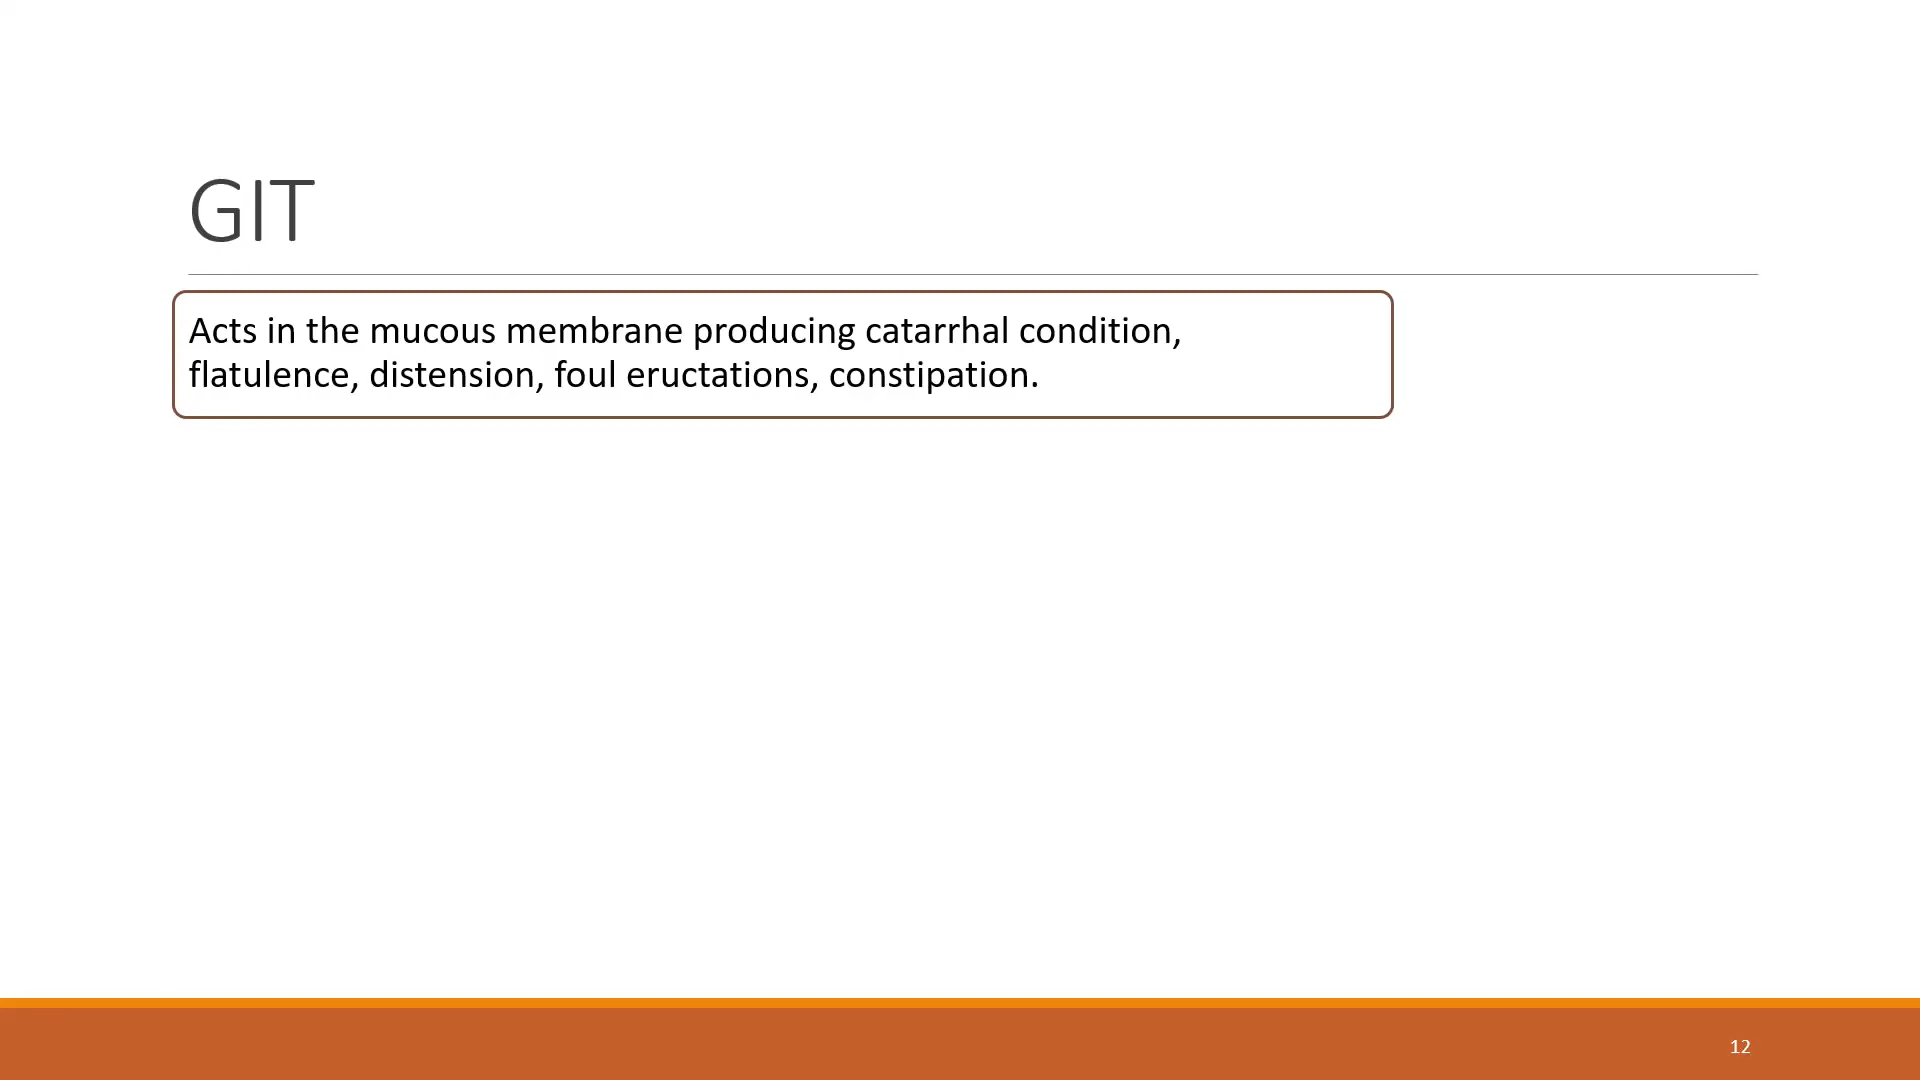 GIT
Acts in the mucous membrane producing catarrhal condition,
flatulence, distension, foul eructations, constipation.
12